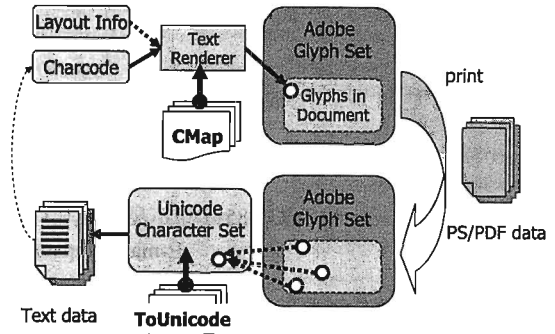 Layout Info
Charcode
Text
Renderer
CMap
Adobe
Glyph Set
Glyphs in
Document
print
PS/PDF data
Unicode
Character Set
Adobe
Glyph Set
Text data
ToUnicode